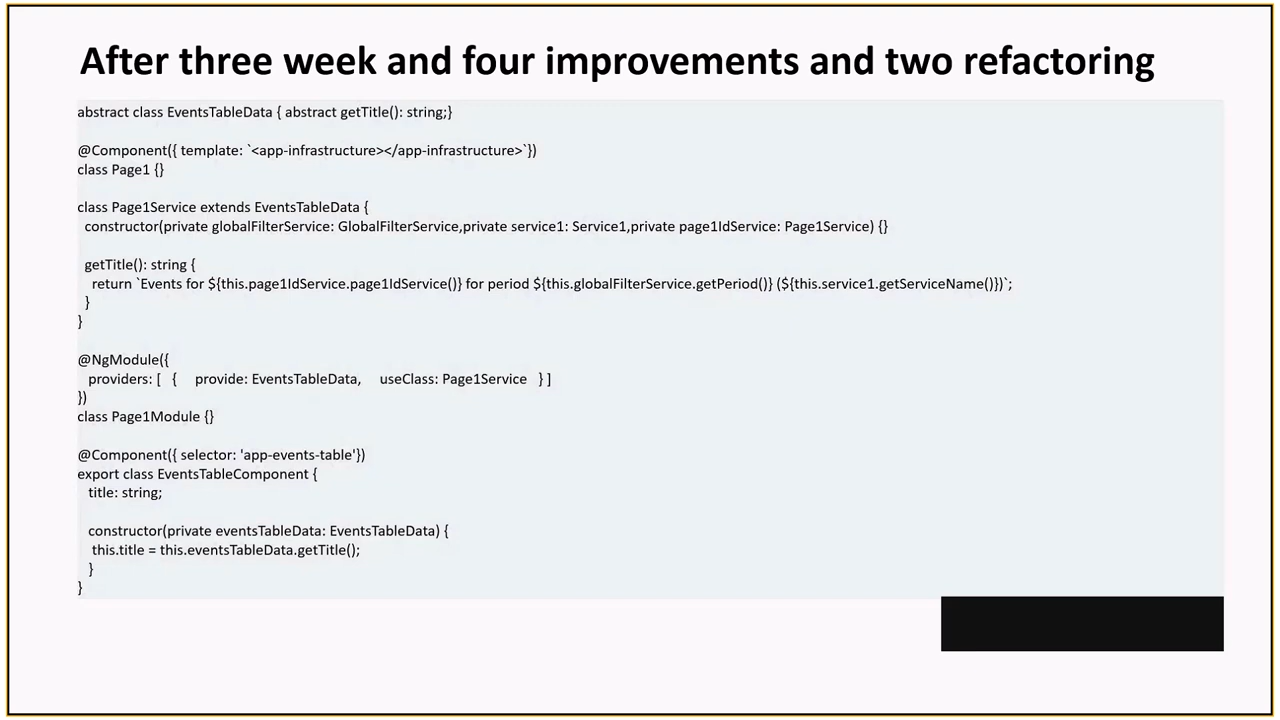 After three week and four improvements and two refactoring
abstract class EventsTableData { abstract getTitle(): string;}
@Component({ template: `<app-infrastructure></app-infrastructure>`})
class Page1 {}
class Page1Service extends EventsTableData {
constructor(private globalFilterService: GlobalFilterService,private service1: Service1,private page1IdService: Page1Service) {}
getTitle(): string {
return `Events for ${this.page1IdService.page1IdService()} for period ${this.globalFilterService.getPeriod()} (${this.service1.getServiceName()})`;
}
}
@NgModule({
providers: [ { provide: EventsTableData, useClass: Page1Service } ]
})
class Page1Module {}
@Component({ selector: 'app-events-table'})
export class EventsTableComponent {
title: string;
constructor(private eventsTableData: EventsTableData) {
this.title = this.eventsTableData.getTitle();
}
}